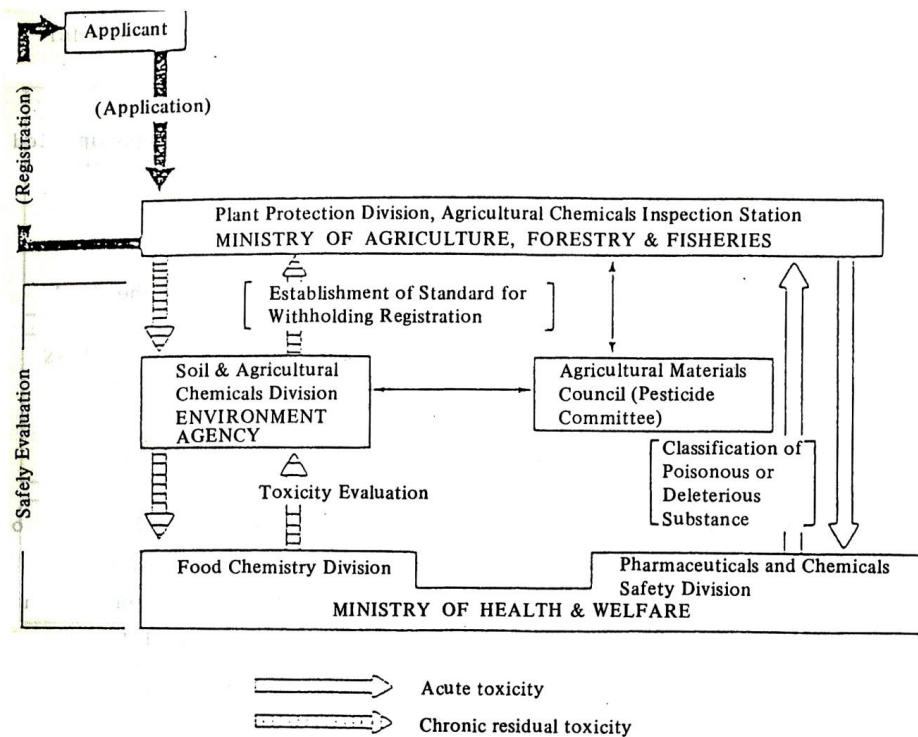 Applicant
(Application)
(Registration)
Plant Protection Division, Agricultural Chemicals Inspection Station
MINISTRY OF AGRICULTURE, FORESTRY & FISHERIES
Establishment of Standard for
Withholding Registration
Soil & Agricultural
Chemicals Division
ENVIRONMENT
AGENCY
Agricultural Materials
Council (Pesticide
Committee)
Safely Evaluation
Toxicity Evaluation
Classification of
Poisonous or
Deleterious
Substance
Food Chemistry Division
Pharmaceuticals and Chemicals
Safety Division
MINISTRY OF HEALTH & WELFARE
Acute toxicity
Chronic residual toxicity